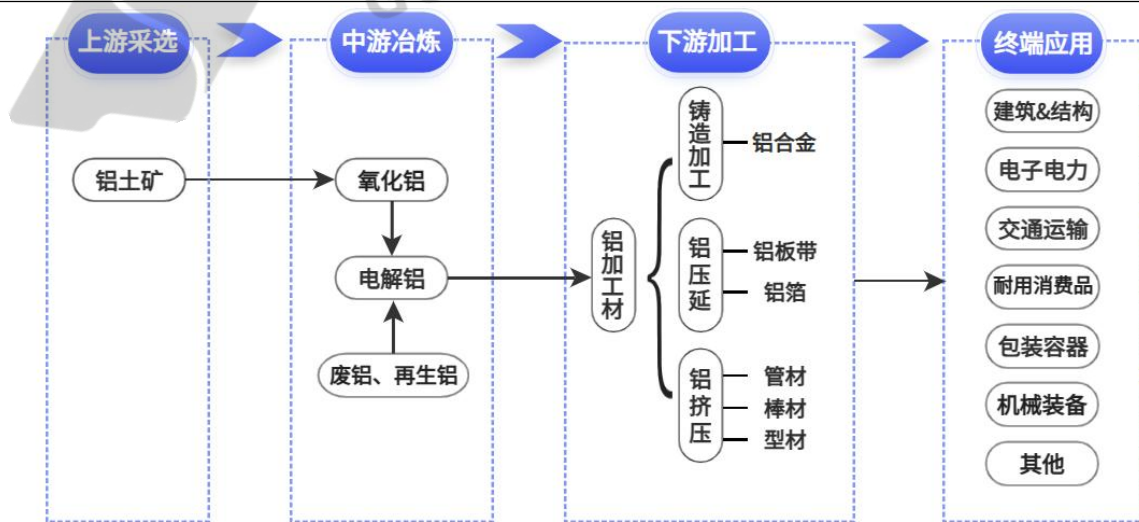 上游采选
中游冶炼
下游加工
终端应用
铝土矿
氧化铝
电解铝
废铝、再生铝
铝加工材
铸造加工
铝合金
铝压延
铝板带
铝箔
铝挤压
管材
棒材
型材
建筑&结构
电子电力
交通运输
耐用消费品
包装容器
机械装备
其他